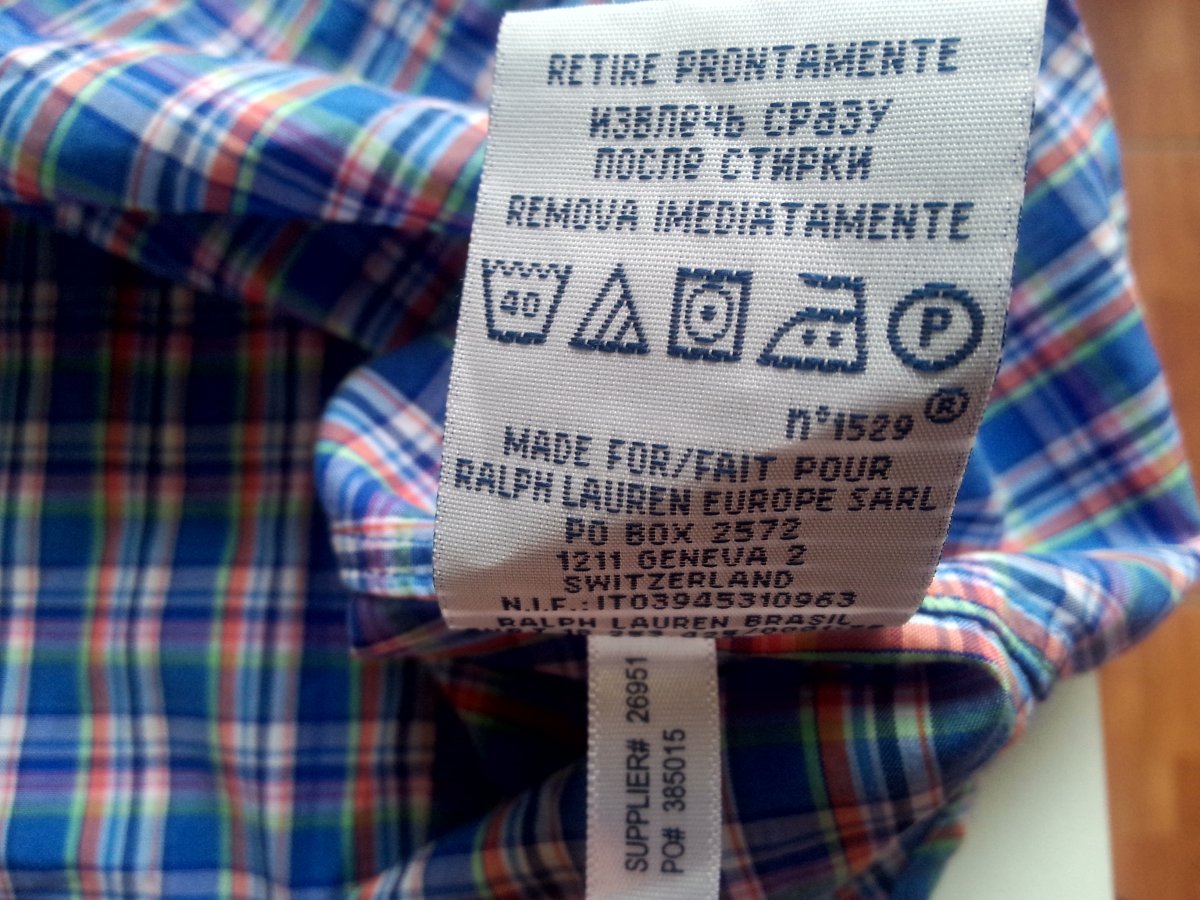 RETIRE PRONTAMENTE
ИЗВЛЕЧЬ СРАЗУ
ПОСЛЕ СТИРКИ
REMOVA IMEDIATAMENTE
40 P
n°1529 ®
MADE FOR/FAIT POUR
RALPH LAUREN EUROPE SARL
PO BOX 2572
1211 GENEVA 2
SWITZERLAND
N.I.F.:IT03945310963
RALPH LAUREN BRASIL
SUPPLIER# 26951
PO# 385015